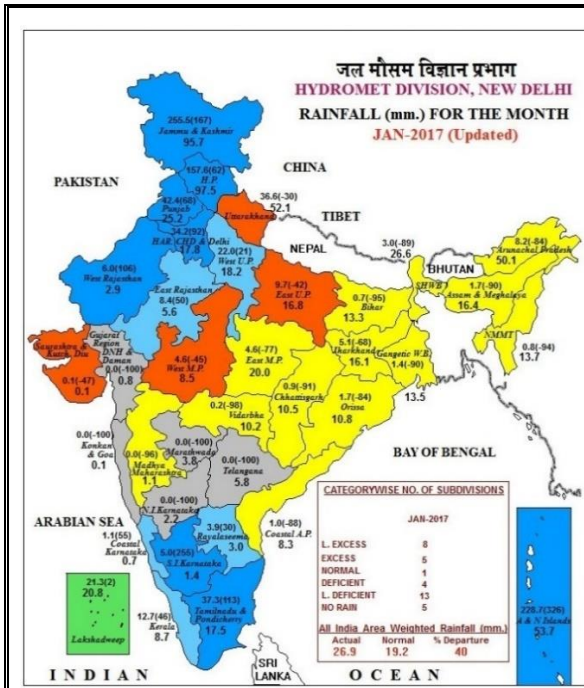 जल मौसम विज्ञान प्रभाग
HYDROMET DIVISION, NEW DELHI
RAINFALL (mm.) FOR THE MONTH
JAN-2017 (Updated)
255.5(167)
Jammu & Kashmir
95.7
CHINA
157.6(62)
H.P.
97.5
PAKISTAN
42.4(68)
Punjab
25.2
36.6(-30)
52.1
Uttarakhand
TIBET
34.2(92)
HAR. CHD & Delhi
17.8
22.0(21)
West U.P.
18.2
NEPAL
3.0(-89)
26.6
SHWB
BHUTAN
8.2(-84)
Arunachal Pradesh
50.1
6.0(106)
West Rajasthan
2.9
East Rajasthan
8.4(50)
5.6
9.7(-42)
East U.P.
16.8
0.7(-95)
Bihar
13.3
1.7(-90)
Assam & Meghalaya
16.4
NMMT
0.8(-94)
13.7
Saurashtra &
Kutch, Diu
0.1(-47)
0.1
Gujarat
Region
DNH &
Daman
0.0(-100)
0.8
4.6(-45)
West M.P.
8.5
4.6(-77)
East M.P.
20.0
5.1(-68)
Jharkhand
16.1
Gangetic W.B.
1.4(-90)
13.5
0.9(-91)
Chhattisgarh
10.5
1.7(-84)
Orissa
10.8
0.2(-98)
Vidarbha
10.2
0.0(-100)
Konkan
& Goa
0.1
0.0(-96)
Madhya
Maharashtra
1.1
0.0(-100)
Marathwada
3.8
0.0(-100)
Telangana
5.8
BAY OF BENGAL
0.0(-100)
N.I.Karnataka
2.2
ARABIAN SEA
1.1(55)
Coastal
Karnataka
0.7
3.9(30)
Rayalaseema
3.0
1.0(-88)
Coastal A.P.
8.3
5.0(255)
S.I.Karnataka
1.4
37.3(113)
Tamilnadu &
Pondicherry
17.5
12.7(46)
Kerala
8.7
21.3(2)
20.8
Lakshadweep
CATEGORYWISE NO. OF SUBDIVISIONS
JAN-2017
L. EXCESS 8
EXCESS 5
NORMAL 1
DEFICIENT 4
L. DEFICIENT 13
NO RAIN 5
All India Area Weighted Rainfall (mm.)
Actual Normal % Departure
26.9 19.2 40
228.7(326)
A & N Islands
53.7
SRI
LANKA
INDIAN OCEAN